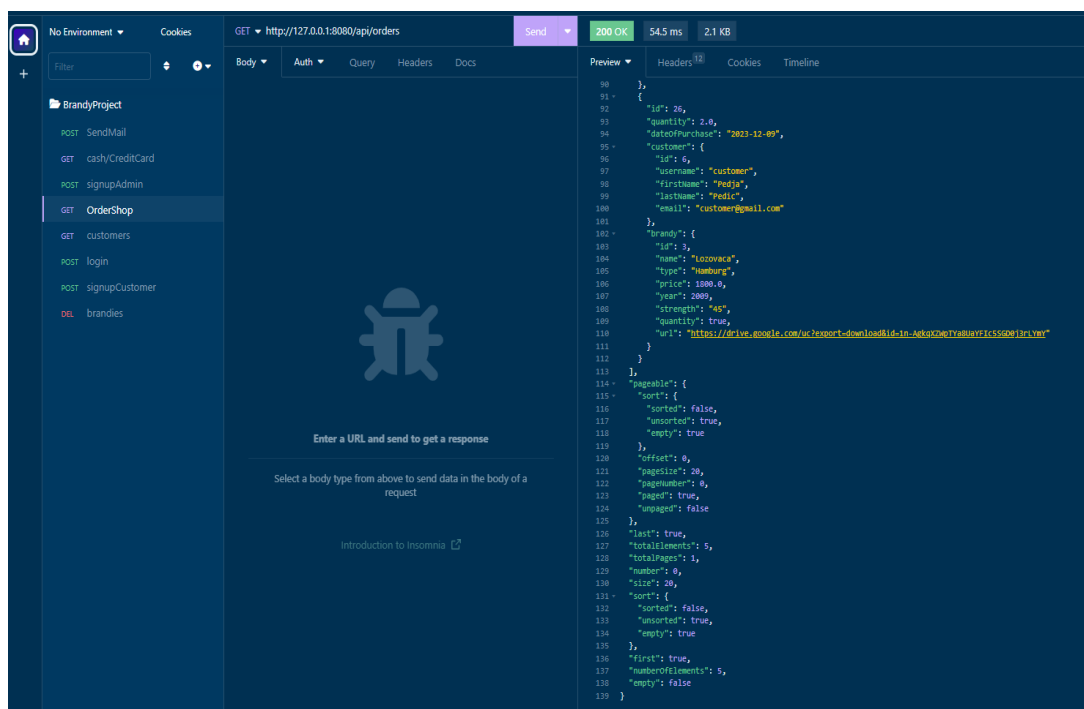 No Environment Cookies
Filter
BrandyProject
POST SendMail
GET cash/CreditCard
POST signupAdmin
GET OrderShop
GET customers
POST login
POST signupCustomer
DEL brandies
GET http://127.0.0.1:8080/api/orders Send
Body Auth Query Headers Docs
Enter a URL and send to get a response
Select a body type from above to send data in the body of a
request
Introduction to Insomnia
200 OK 54.5 ms 2.1 KB
Preview Headers 12 Cookies Timeline
90 },
91 {
92 "id": 26,
93 "quantity": 2.0,
94 "dateOfPurchase": "2023-12-09",
95 "customer": {
96 "id": 6,
97 "username": "customer",
98 "firstName": "Pedja",
99 "lastName": "Pedic",
100 "email": "customer@gmail.com"
101 },
102 "brandy": {
103 "id": 3,
104 "name": "Lozovaca",
105 "type": "Hamburg",
106 "price": 1800.0,
107 "year": 2009,
108 "strength": "45",
109 "quantity": true,
110 "url":
111 }
112 }
113 ],
114 "pageable": {
115 "sort": {
116 "sorted": false,
117 "unsorted": true,
118 "empty": true
119 },
120 "offset": 0,
121 "pageSize": 20,
122 "pageNumber": 0,
123 "paged": true,
124 "unpaged": false
125 },
126 "last": true,
127 "totalElements": 5,
128 "totalPages": 1,
129 "number": 0,
130 "size": 20,
131 "sort": {
132 "sorted": false,
133 "unsorted": true,
134 "empty": true
135 },
136 "first": true,
137 "numberOfElements": 5,
138 "empty": false
139 }